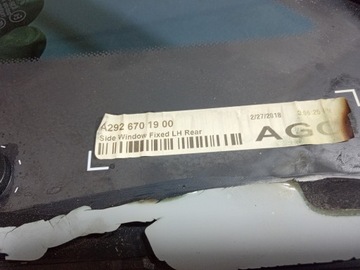 A292 670 19 00
Side Window Fixed LH Rear
2/27/2018
AGC